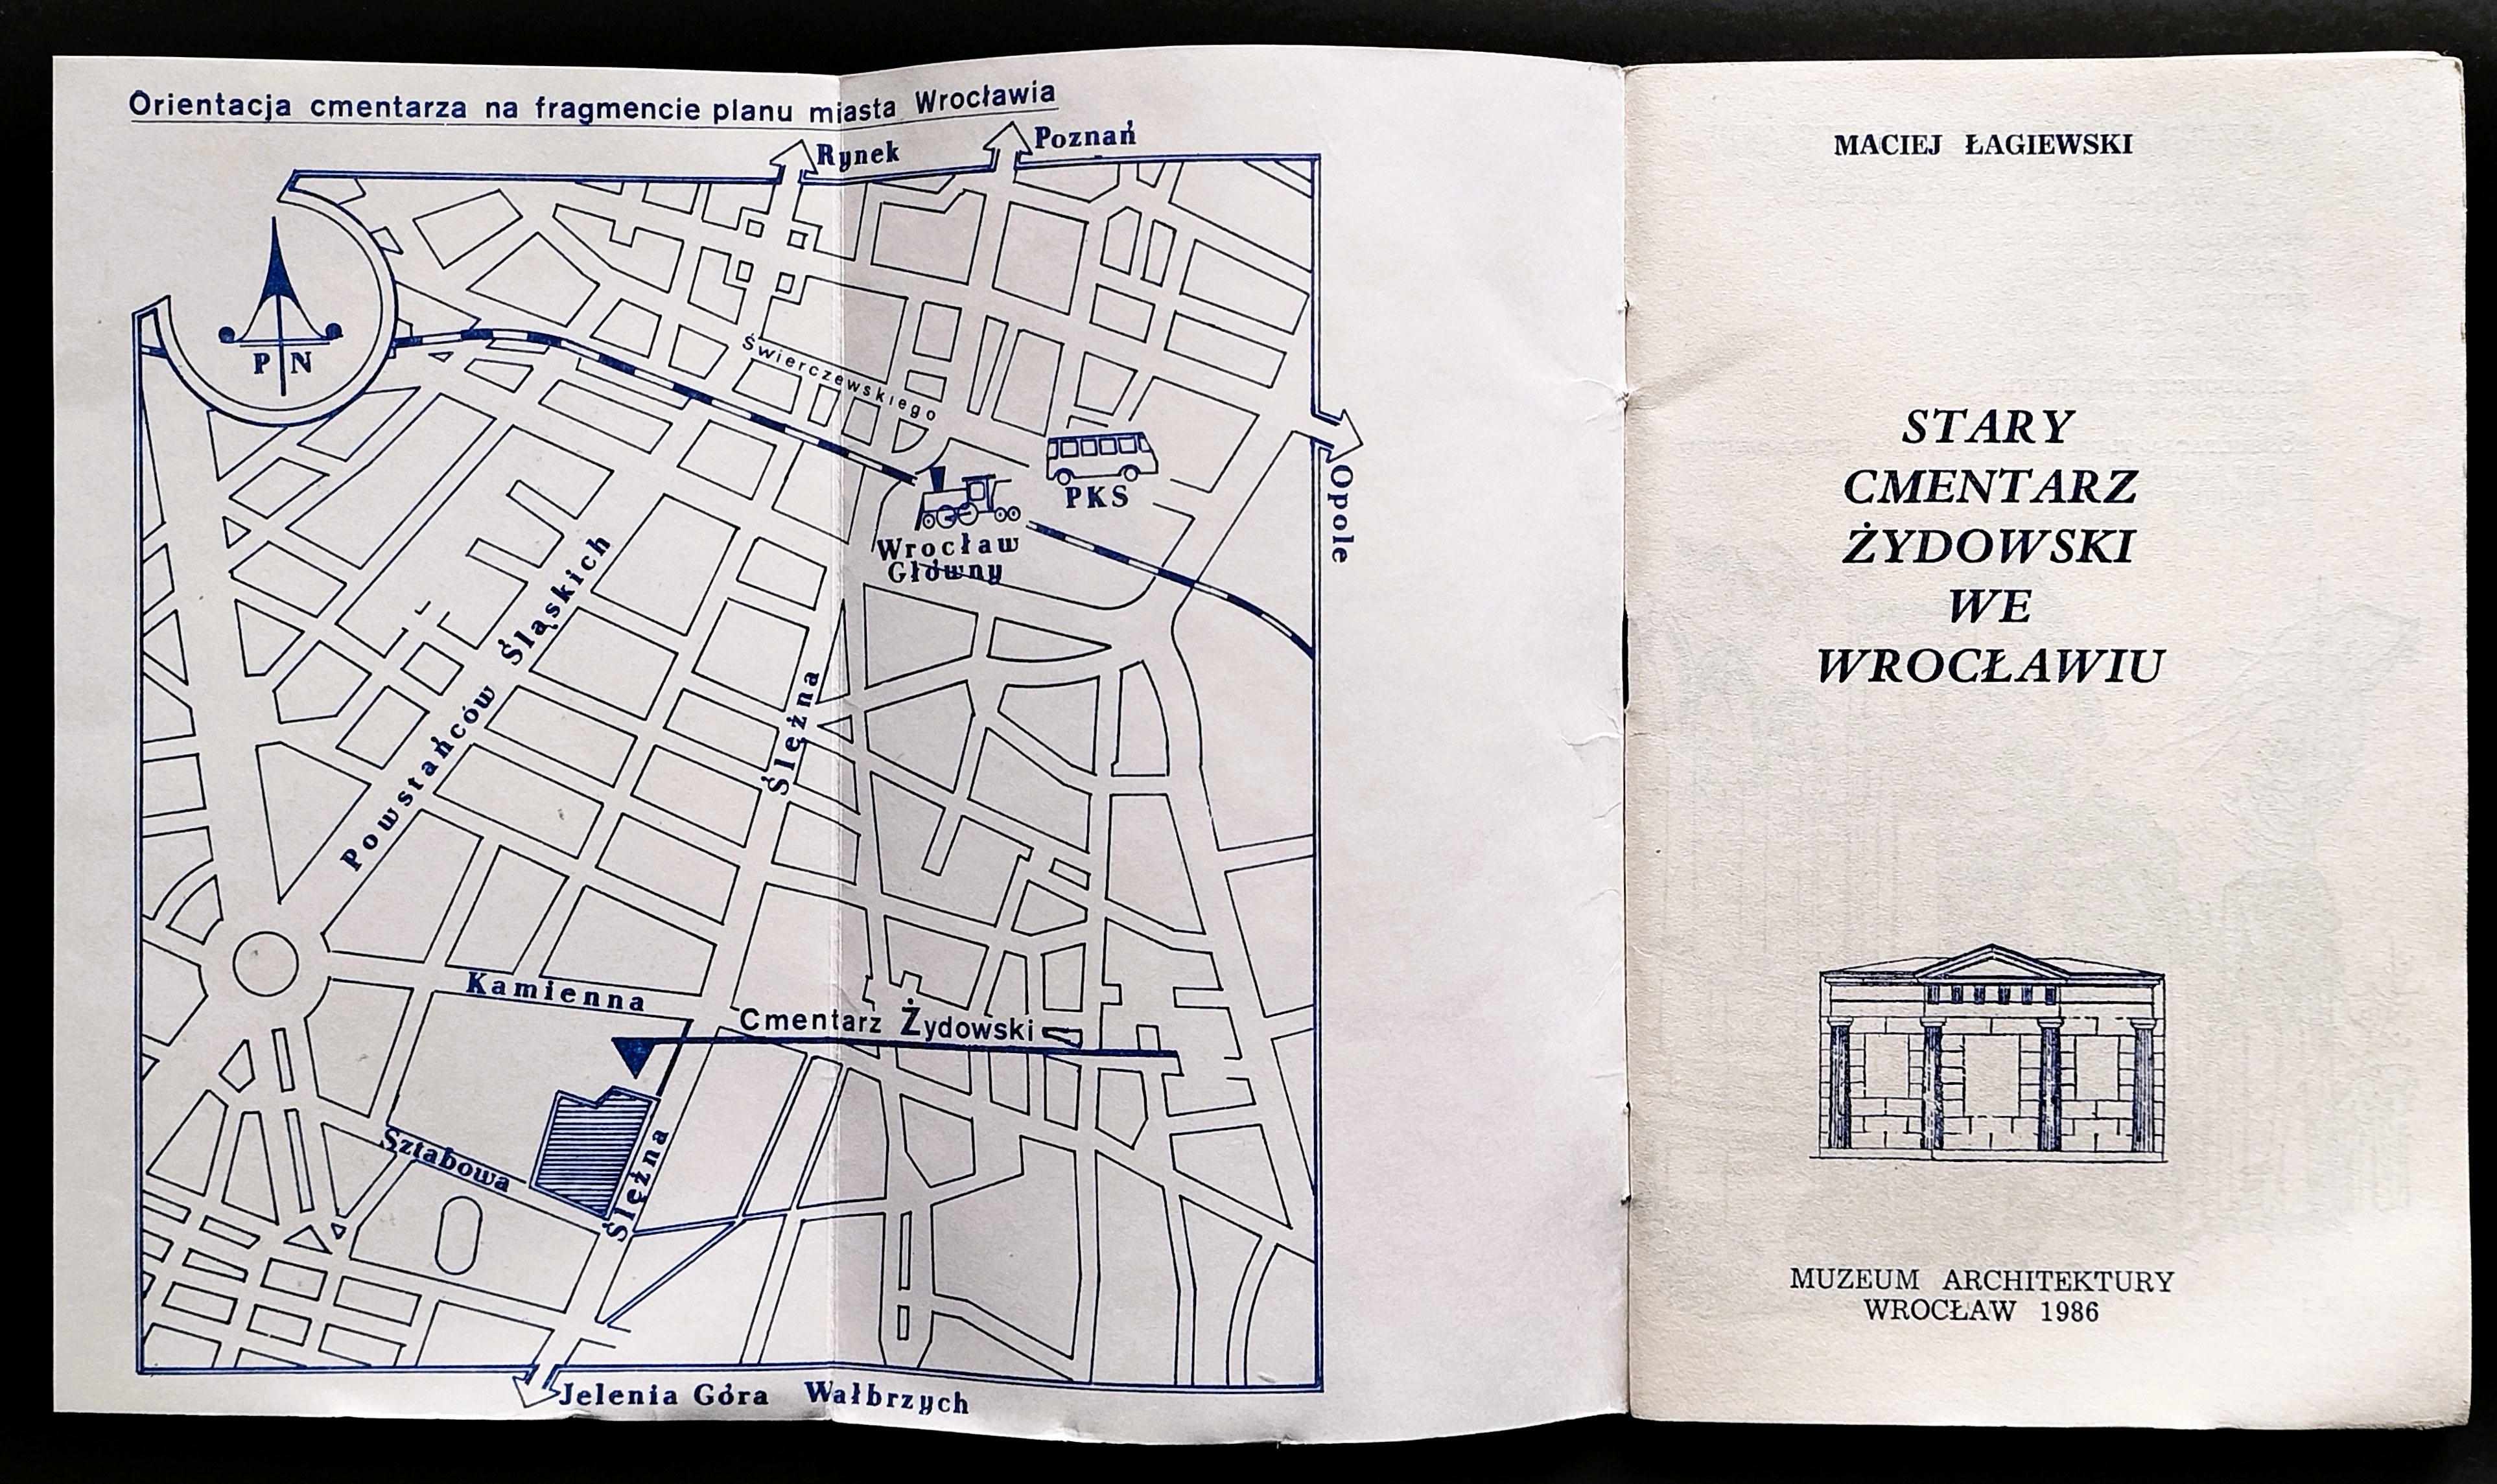 Orientacja cmentarza na fragmencie planu miasta Wrocławia
Rynek
Poznań
P N
Świerczewskiego
PKS
Opole
Wrocław
Główny
Powstańców Śląskich
Ślężna
Kamienna
Cmentarz Żydowski
Sztabowa
Ślężna
Jelenia Góra Wałbrzych
MACIEJ ŁAGIEWSKI
STARY
CMENTARZ
ŻYDOWSKI
WE
WROCŁAWIU
MUZEUM ARCHITEKTURY
WROCŁAW 1986